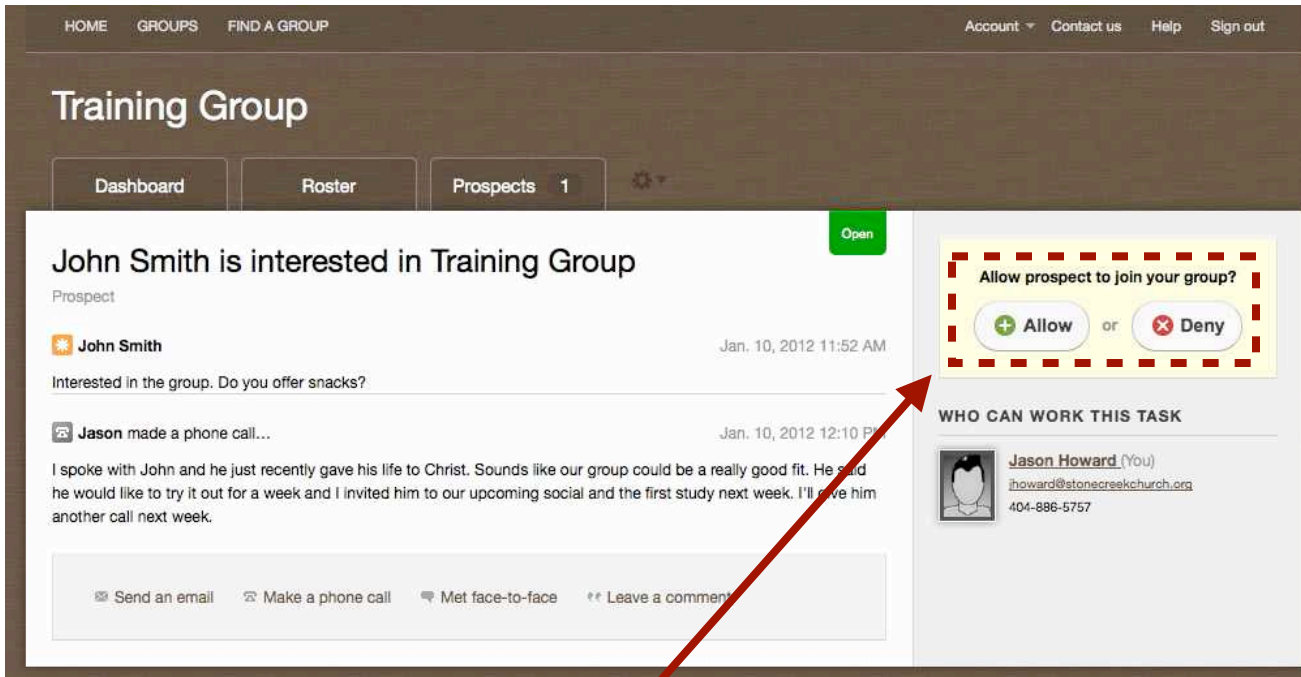 HOME GROUPS FIND A GROUP Account Contact us Help Sign out
Training Group
Dashboard Roster Prospects 1
Open
John Smith is interested in Training Group
Prospect
John Smith Jan. 10, 2012 11:52 AM
Interested in the group. Do you offer snacks?
Jason made a phone call... Jan. 10, 2012 12:10 PM
I spoke with John and he just recently gave his life to Christ. Sounds like our group could be a really good fit. He said
he would like to try it out for a week and I invited him to our upcoming social and the first study next week. I'll give him
another call next week.
Send an email Make a phone call Met face-to-face Leave a comment
Allow prospect to join your group?
Allow or Deny
WHO CAN WORK THIS TASK
Jason Howard (You)
jhoward@stonecreekchurch.org
404-886-5757